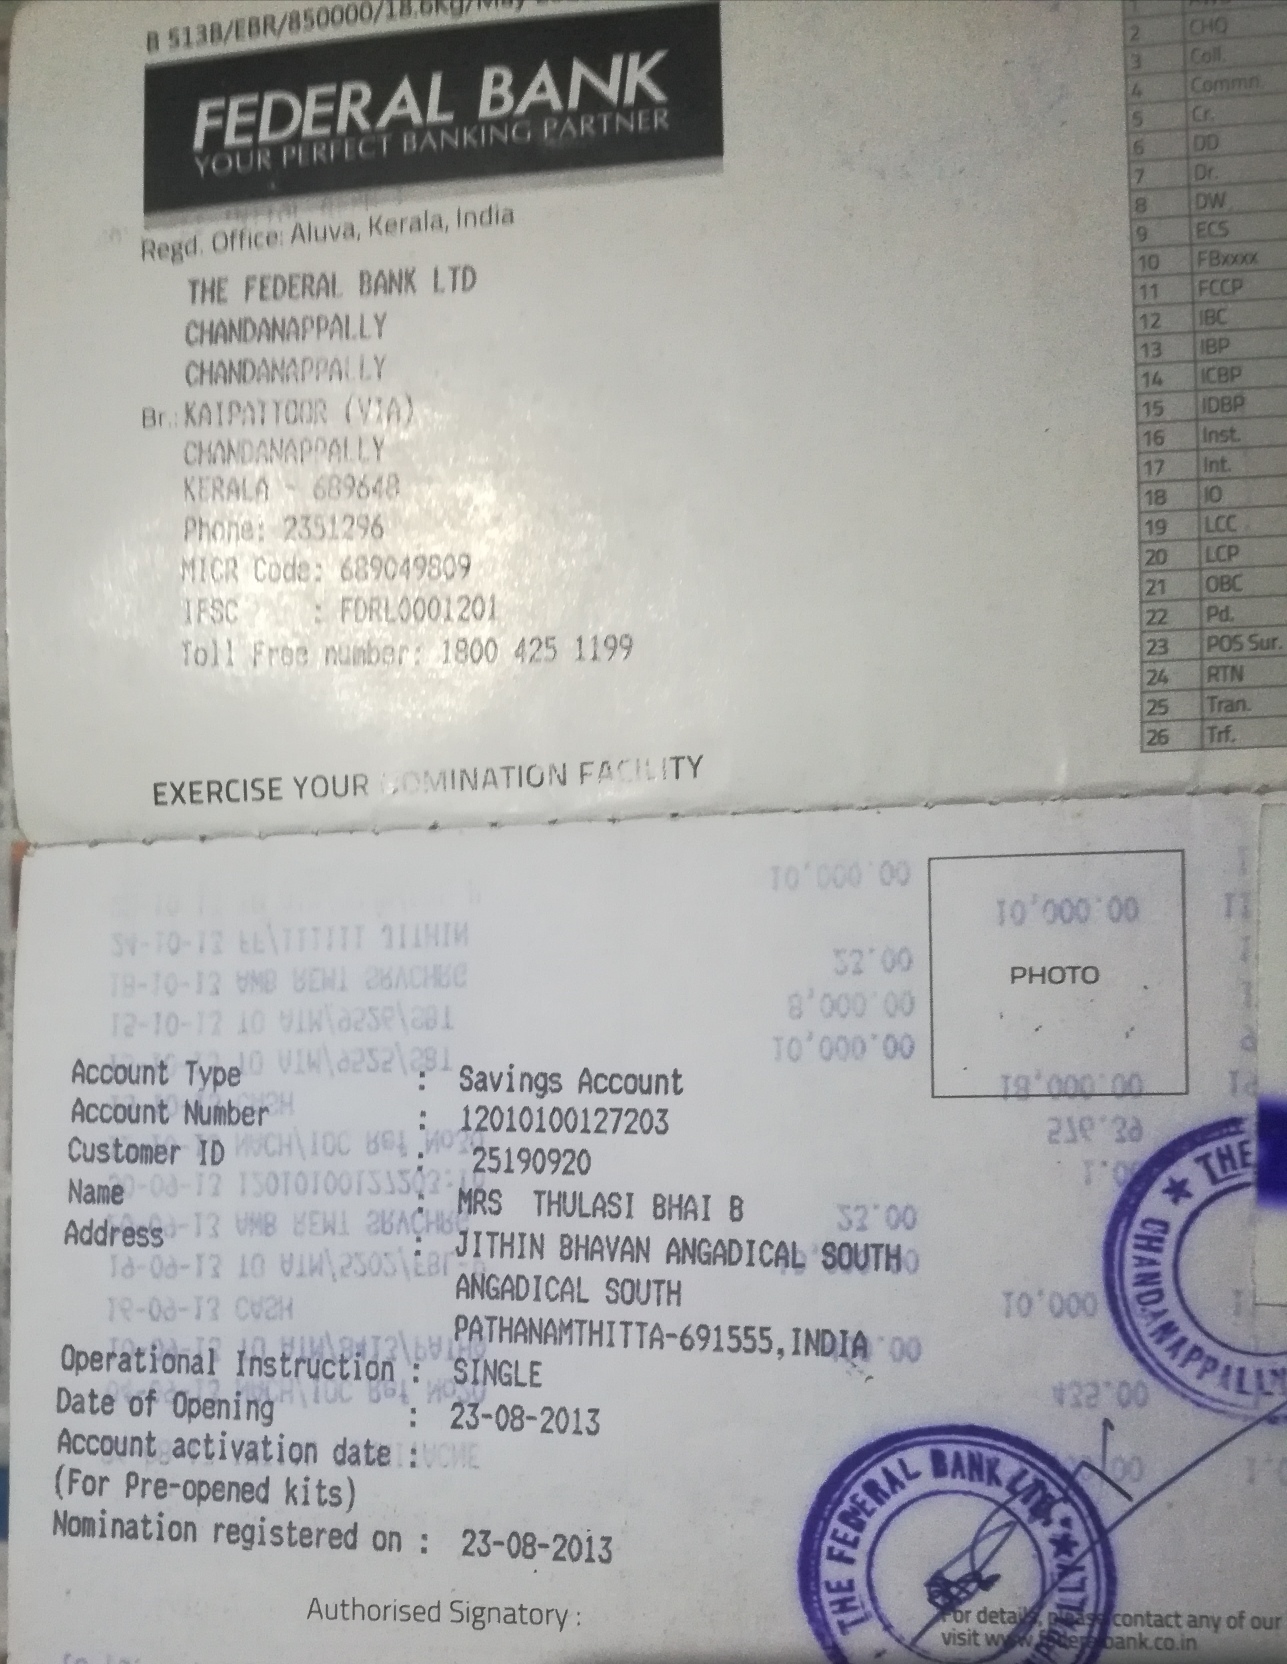 B 513B/EBR/850000/18.6Kg/May
FEDERAL BANK
YOUR PERFECT BANKING PARTNER
Regd. Office: Aluva, Kerala, India
THE FEDERAL BANK LTD
CHANDANAPPALLY
CHANDANAPPALLY
Br.: KAIPATTOOR (VIA)
CHANDANAPPALLY
KERALA - 689648
Phone: 2351296
MICR Code: 689049809
IFSC : FDRL0001201
Toll Free number: 1800 425 1199
EXERCISE YOUR NOMINATION FACILITY
2 CHQ
3 Coll.
4 Commn.
5 Cr.
6 DD
7 Dr.
8 DW
9 ECS
10 FBxxxx
11 FCCP
12 IBC
13 IBP
14 ICBP
15 IDBP
16 Inst.
17 Int.
18 IO
19 LCC
20 LCP
21 OBC
22 Pd.
23 POS Sur.
24 RTN
25 Tran.
26 Trf.
PHOTO
Account Type : Savings Account
Account Number : 12010100127203
Customer ID : 25190920
Name : MRS THULASI BHAI B
Address : JITHIN BHAVAN ANGADICAL SOUTH
ANGADICAL SOUTH
PATHANAMTHITTA-691555, INDIA
Operational Instruction : SINGLE
Date of Opening : 23-08-2013
Account activation date :
(For Pre-opened kits)
Nomination registered on : 23-08-2013
Authorised Signatory :
THE
CHANDANAPPALLY
THE FEDERAL BANK LTD.
For details, please contact any of our
visit www.federalbank.co.in